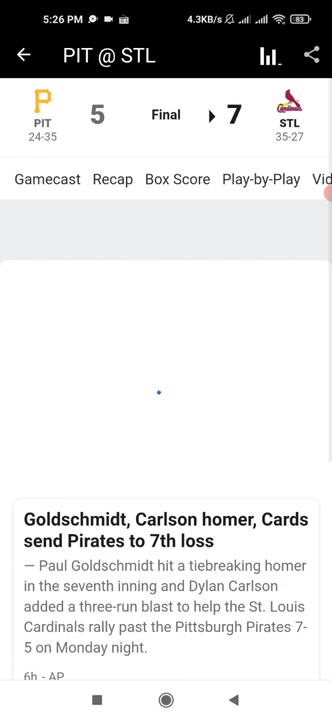 5:26 PM 4.3KB/s 83
PIT @ STL
P
PIT
24-35
5
Final
7
STL
35-27
Gamecast Recap Box Score Play-by-Play Vid
Goldschmidt, Carlson homer, Cards
send Pirates to 7th loss
— Paul Goldschmidt hit a tiebreaking homer
in the seventh inning and Dylan Carlson
added a three-run blast to help the St. Louis
Cardinals rally past the Pittsburgh Pirates 7-
5 on Monday night.
6h - AP